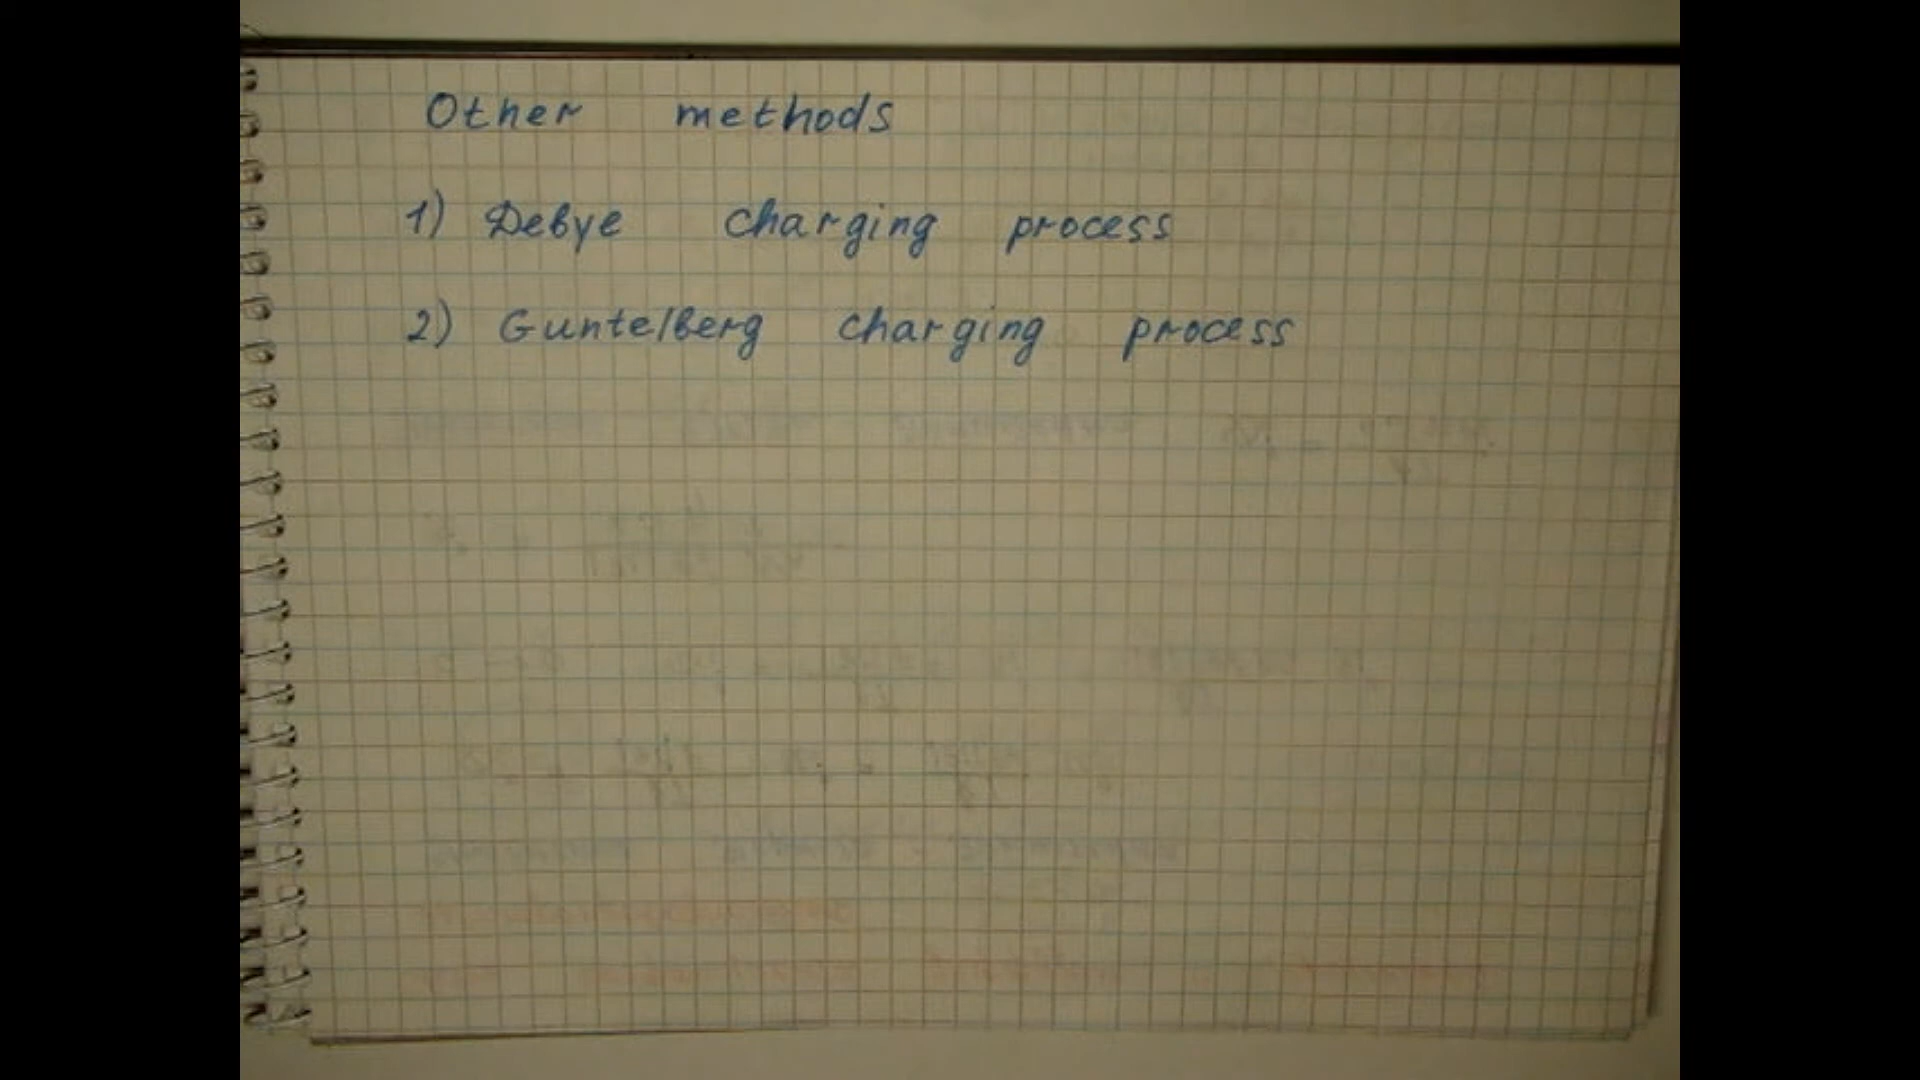 Other methods
1) Debye charging process
2) Guntelberg charging process